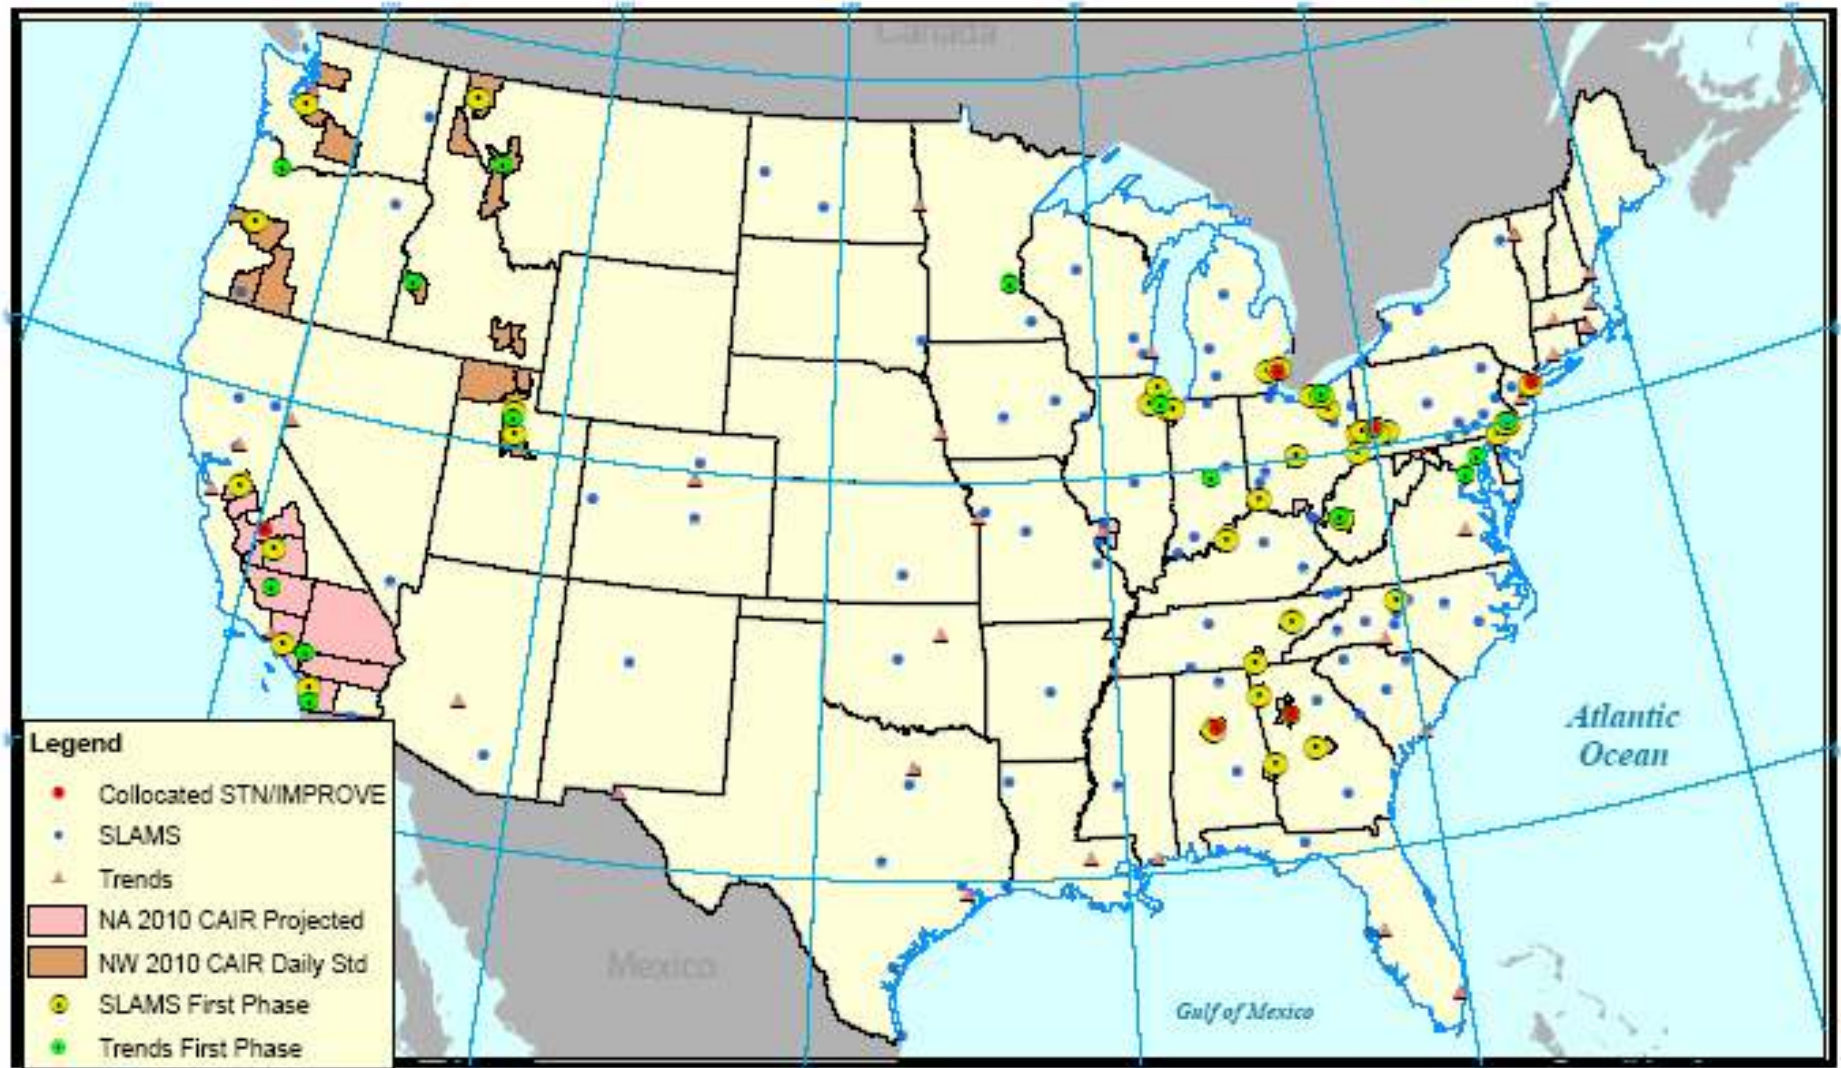 Canada
Atlantic
Ocean
Mexico
Gulf of Mexico
Legend
Collocated STN/IMPROVE
SLAMS
Trends
NA 2010 CAIR Projected
NW 2010 CAIR Daily Std
SLAMS First Phase
Trends First Phase